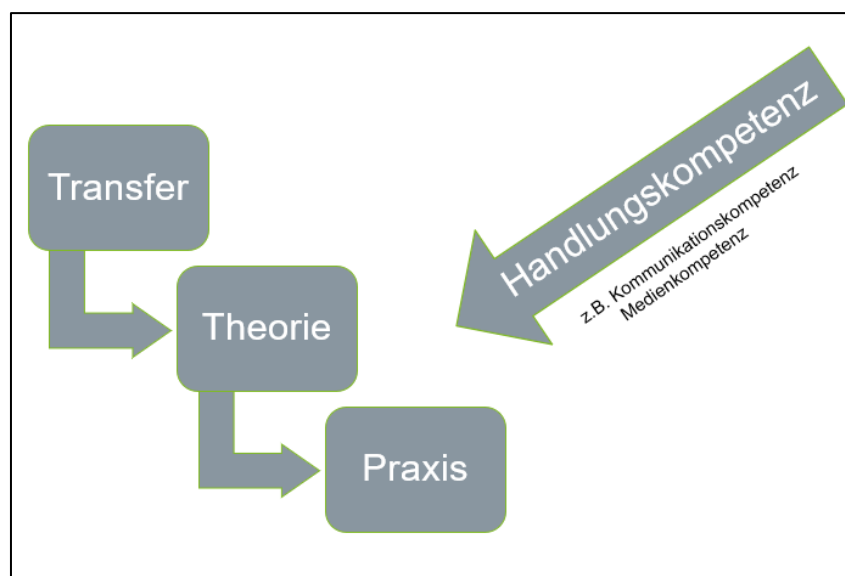 Transfer
Theorie
Praxis
Handlungskompetenz
z.B. Kommunikationskompetenz
Medienkompetenz